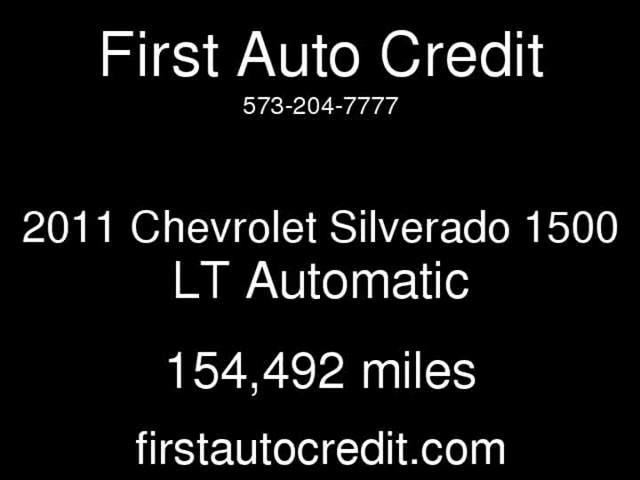 First Auto Credit
573-204-7777
2011 Chevrolet Silverado 1500
LT Automatic
154,492 miles
firstautocredit.com